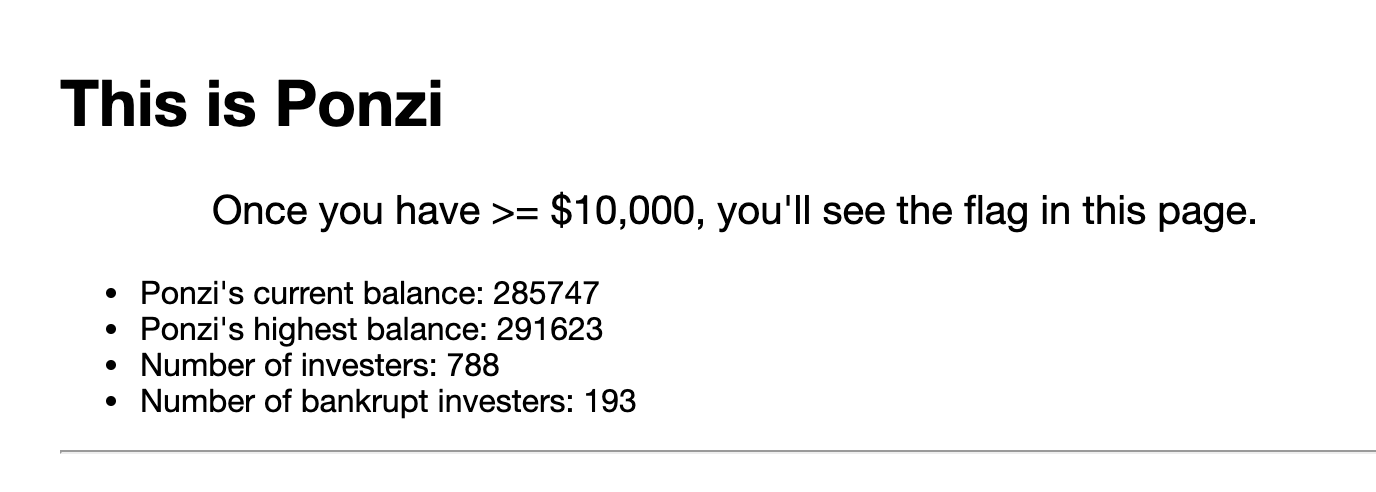 This is Ponzi
Once you have >= $10,000, you'll see the flag in this page.
• Ponzi's current balance: 285747
• Ponzi's highest balance: 291623
• Number of investers: 788
• Number of bankrupt investers: 193